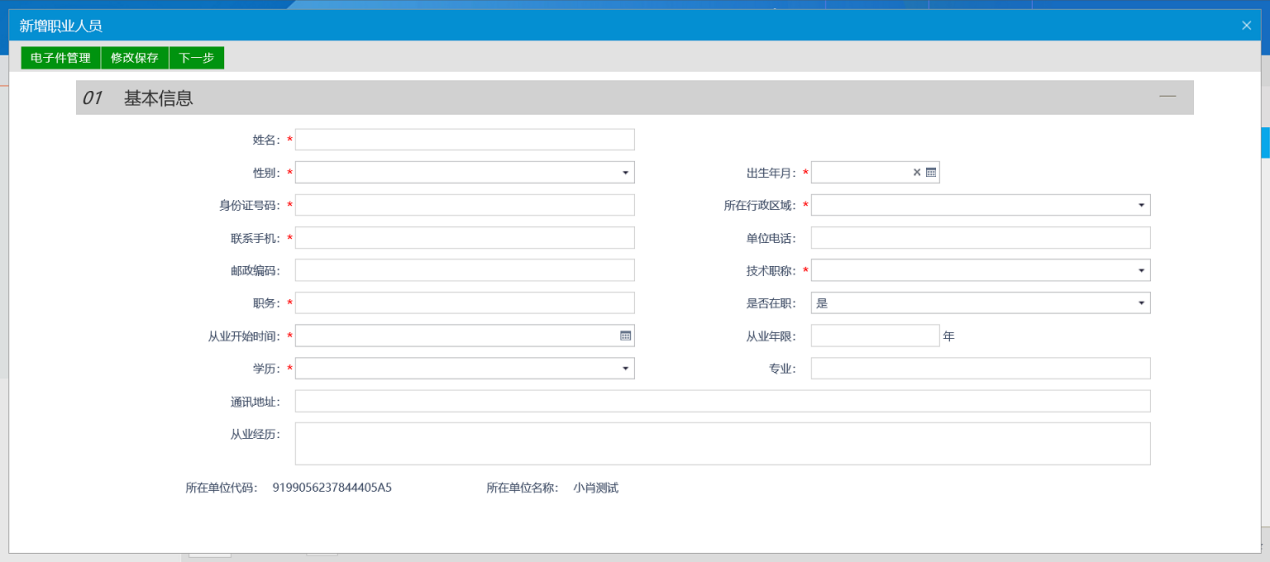 新增职业人员
电子件管理 修改保存 下一步
01 基本信息
姓名： *
性别： * 出生年月： *
身份证号码： * 所在行政区域： *
联系手机： * 单位电话：
邮政编码： 技术职称： *
职务： * 是否在职： 是
从业开始时间： * 从业年限： 年
学历： * 专业：
通讯地址：
从业经历：
所在单位代码： 9199056237844405A5 所在单位名称： 小肖测试